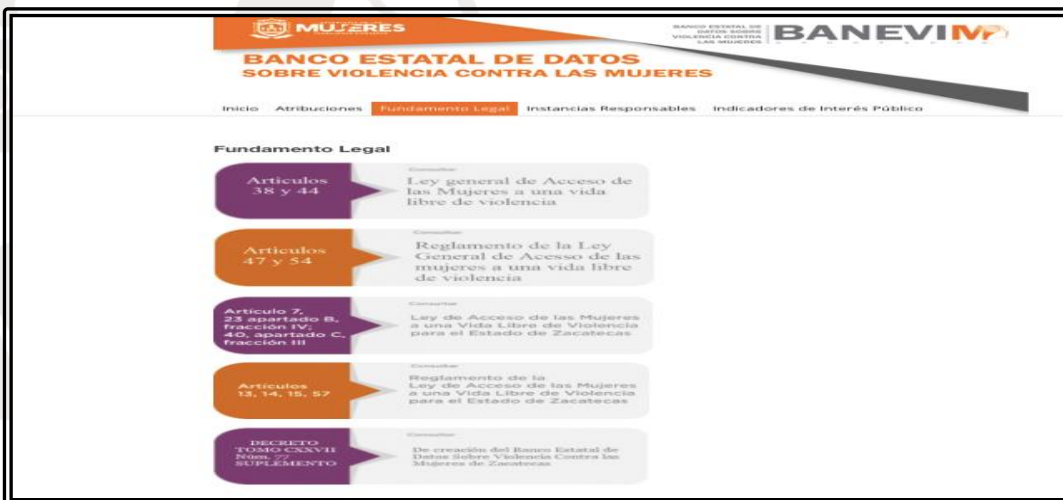 MUJERES
BANCO ESTATAL DE
DATOS SOBRE
VIOLENCIA CONTRA
LAS MUJERES
BANEVIM
BANCO ESTATAL DE DATOS
SOBRE VIOLENCIA CONTRA LAS MUJERES
Inicio Atribuciones Fundamento Legal Instancias Responsables Indicadores de Interés Público
Fundamento Legal
Articulos
38 y 44
Consultar
Ley general de Acceso de
las Mujeres a una vida
libre de violencia
Articulos
47 y 54
Consultar
Reglamento de la Ley
General de Acesso de las
mujeres a una vida libre
de violencia
Artículo 7,
23 apartado B,
fracción IV;
40, apartado C,
fracción III
Consultar
Ley de Acceso de las Mujeres
a una Vida Libre de Violencia
para el Estado de Zacatecas
Artículos
13, 14, 15, 57
Consultar
Reglamento de la
Ley de Acceso de las Mujeres
a una Vida Libre de Violencia
para el Estado de Zacatecas
DECRETO
TOMO CXXVII
Núm. 77
SUPLEMENTO
Consultar
De creación del Banco Estatal de
Datos Sobre Violencia Contra las
Mujeres de Zacatecas